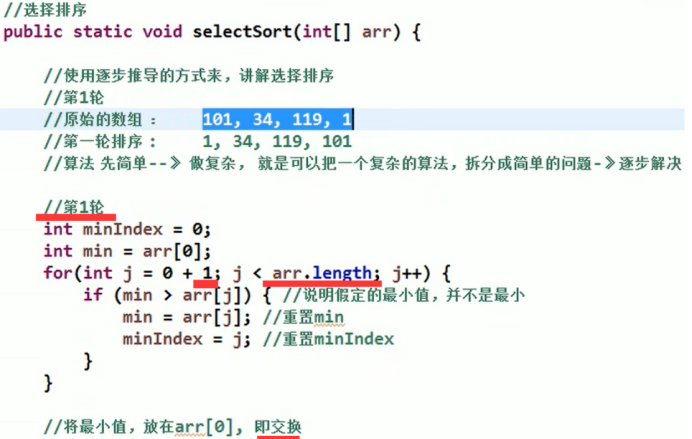 //选择排序
public static void selectSort(int[] arr) {
//使用逐步推导的方式来，讲解选择排序
//第1轮
//原始的数组 ： 101, 34, 119, 1
//第一轮排序 : 1, 34, 119, 101
//算法 先简单--》 做复杂， 就是可以把一个复杂的算法，拆分成简单的问题-》逐步解决
//第1轮
int minIndex = 0;
int min = arr[0];
for(int j = 0 + 1; j < arr.length; j++) {
if (min > arr[j]) { //说明假定的最小值，并不是最小
min = arr[j]; //重置min
minIndex = j; //重置minIndex
}
}
//将最小值，放在arr[0], 即交换